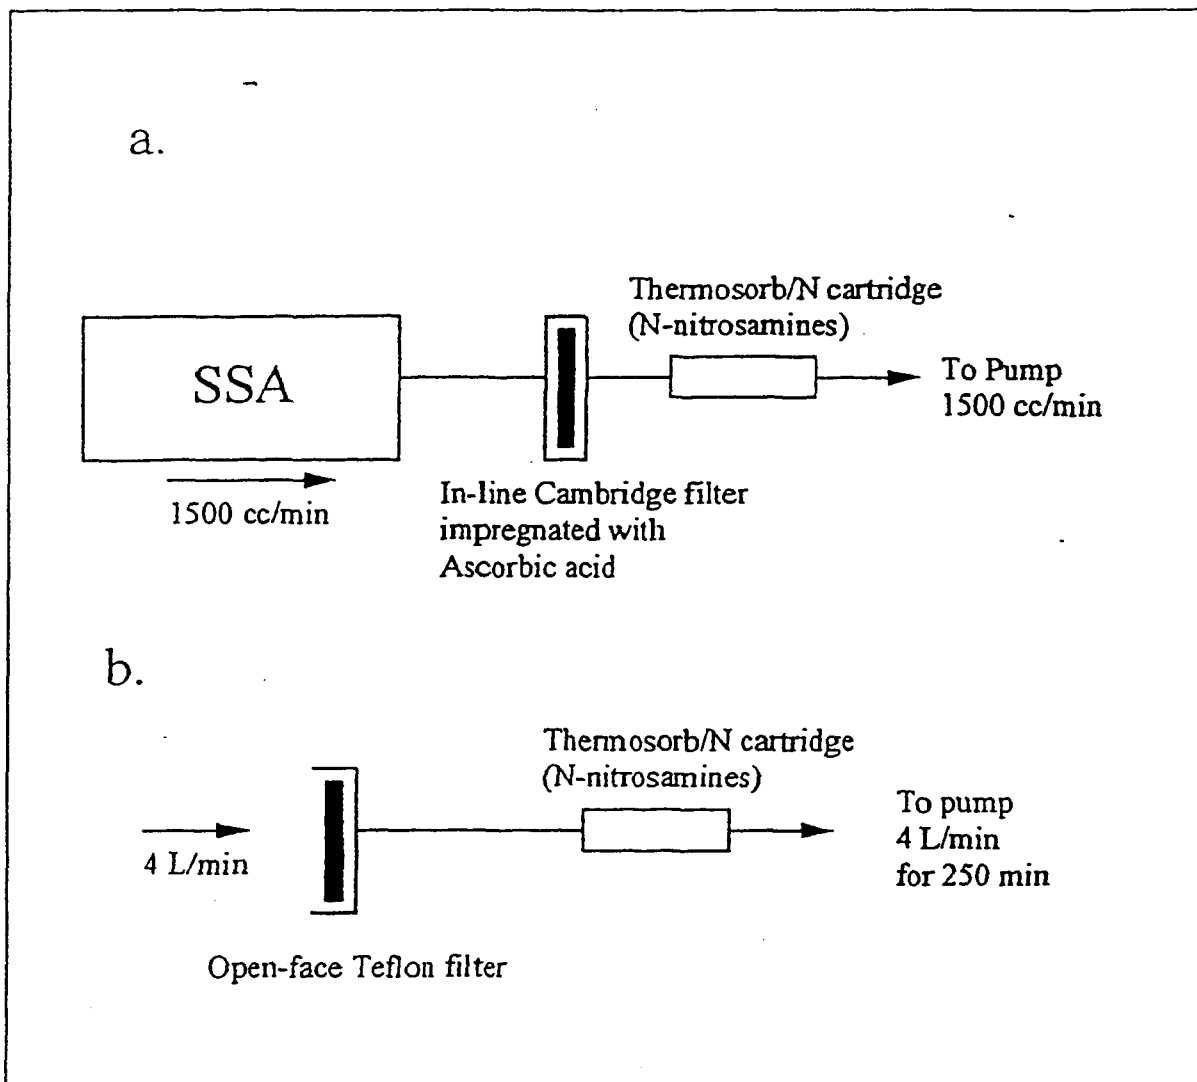 a.
Thermosorb/N cartridge
(N-nitrosamines)
SSA
To Pump
1500 cc/min
1500 cc/min
In-line Cambridge filter
impregnated with
Ascorbic acid
b.
Thermosorb/N cartridge
(N-nitrosamines)
To pump
4 L/min
for 250 min
4 L/min
Open-face Teflon filter